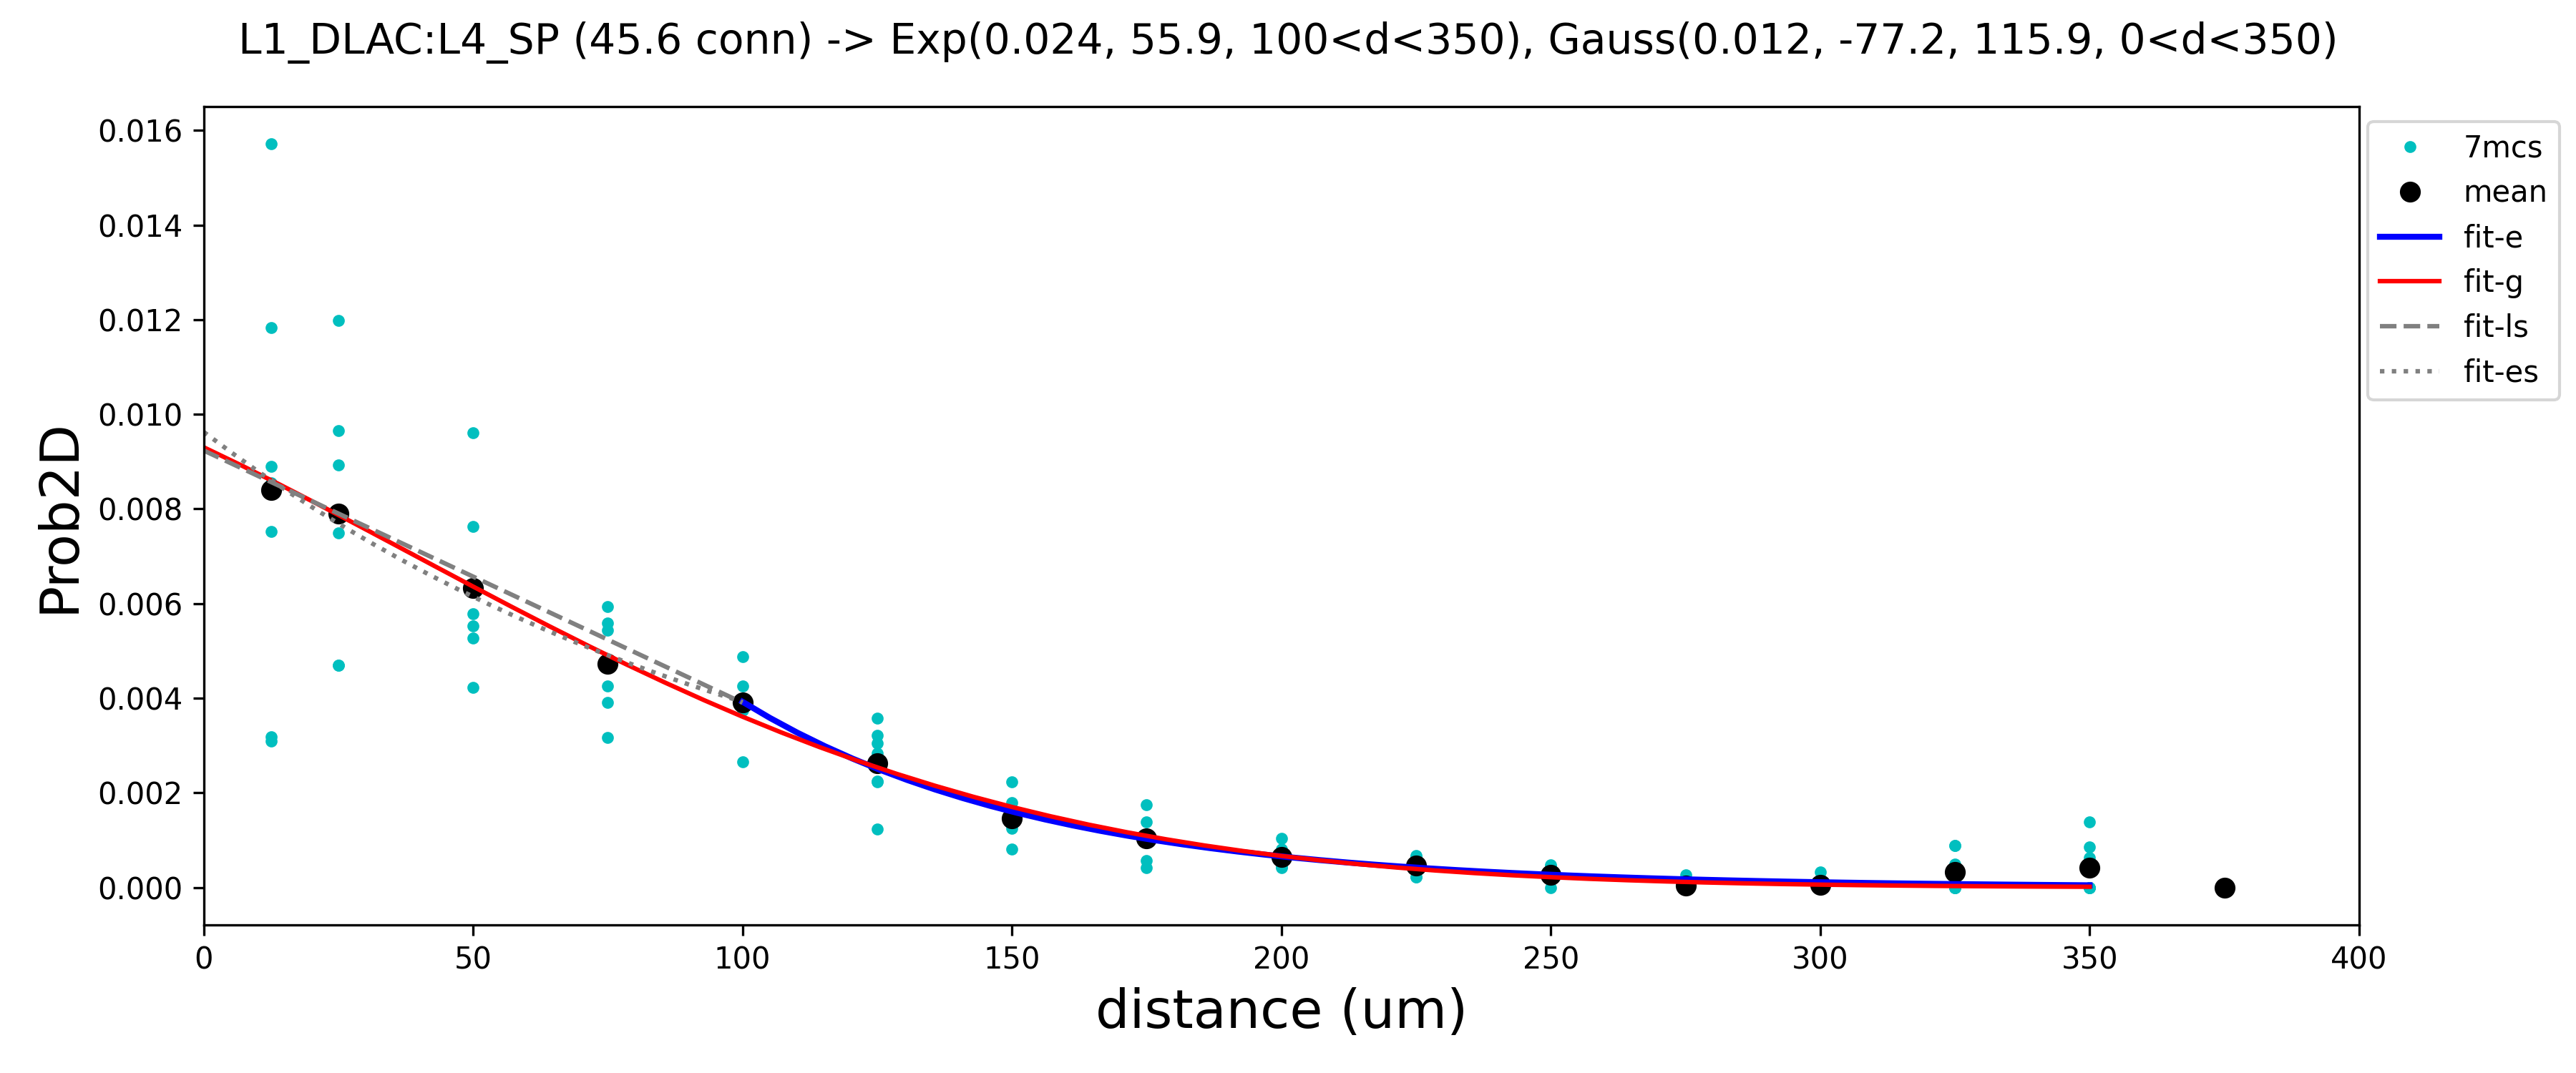 L1_DLAC:L4_SP (45.6 conn) -> Exp(0.024, 55.9, 100<d<350), Gauss(0.012, -77.2, 115.9, 0<d<350)
0.016
0.014
0.012
0.010
0.008
0.006
0.004
0.002
0.000
Prob2D
0 50 100 150 200 250 300 350 400
distance (um)
7mcs
mean
fit-e
fit-g
fit-ls
fit-es